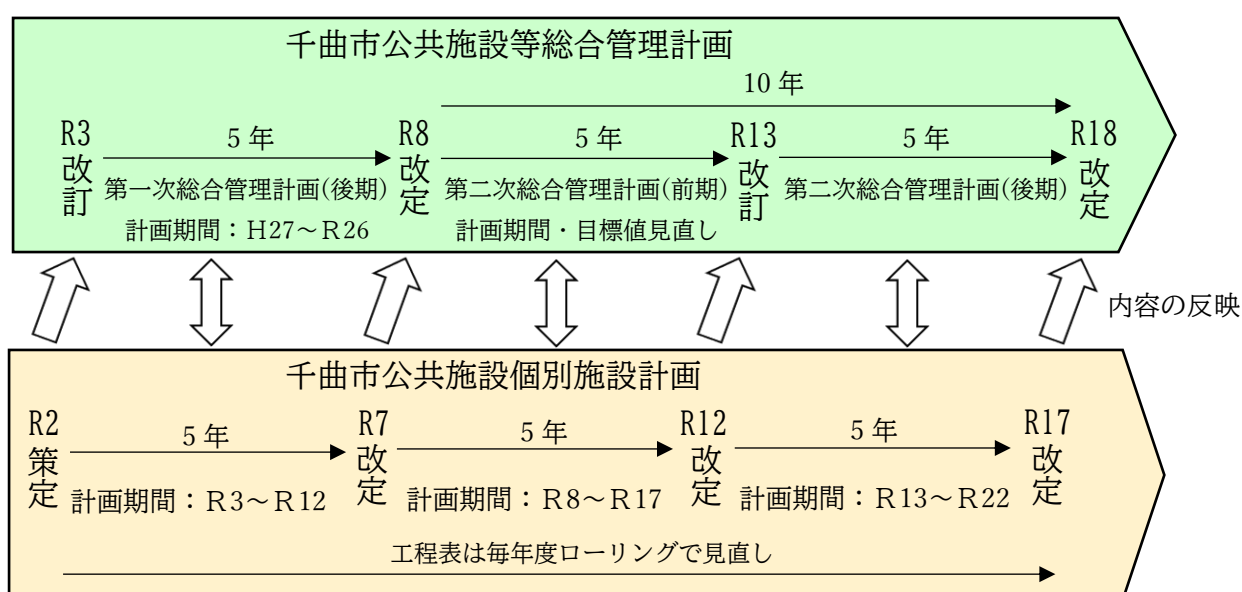 千曲市公共施設等総合管理計画
10 年
R3 改訂
5 年
R8 改定
5 年
R13 改訂
5 年
R18 改定
第一次総合管理計画(後期)
第二次総合管理計画(前期)
第二次総合管理計画(後期)
計画期間：H27～R26
計画期間・目標値見直し
内容の反映
千曲市公共施設個別施設計画
R2 策定
5 年
R7 改定
5 年
R12 改定
5 年
R17 改定
計画期間：R3～R12
計画期間：R8～R17
計画期間：R13～R22
工程表は毎年度ローリングで見直し